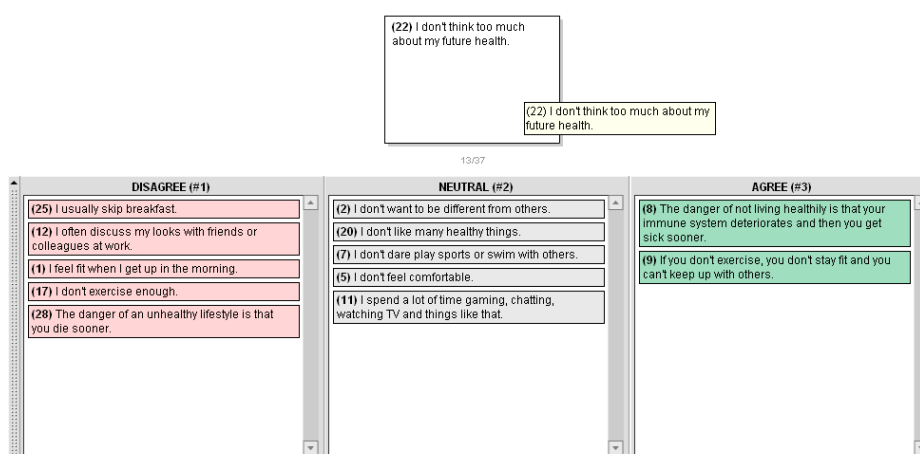 (22) I don't think too much
about my future health.
(22) I don't think too much about my
future health.
13/37
DISAGREE (#1)
(25) I usually skip breakfast.
(12) I often discuss my looks with friends or
colleagues at work.
(1) I feel fit when I get up in the morning.
(17) I don't exercise enough.
(28) The danger of an unhealthy lifestyle is that
you die sooner.
NEUTRAL (#2)
(2) I don't want to be different from others.
(20) I don't like many healthy things.
(7) I don't dare play sports or swim with others.
(5) I don't feel comfortable.
(11) I spend a lot of time gaming, chatting,
watching TV and things like that.
AGREE (#3)
(8) The danger of not living healthily is that your
immune system deteriorates and then you get
sick sooner.
(9) If you don't exercise, you don't stay fit and you
can't keep up with others.